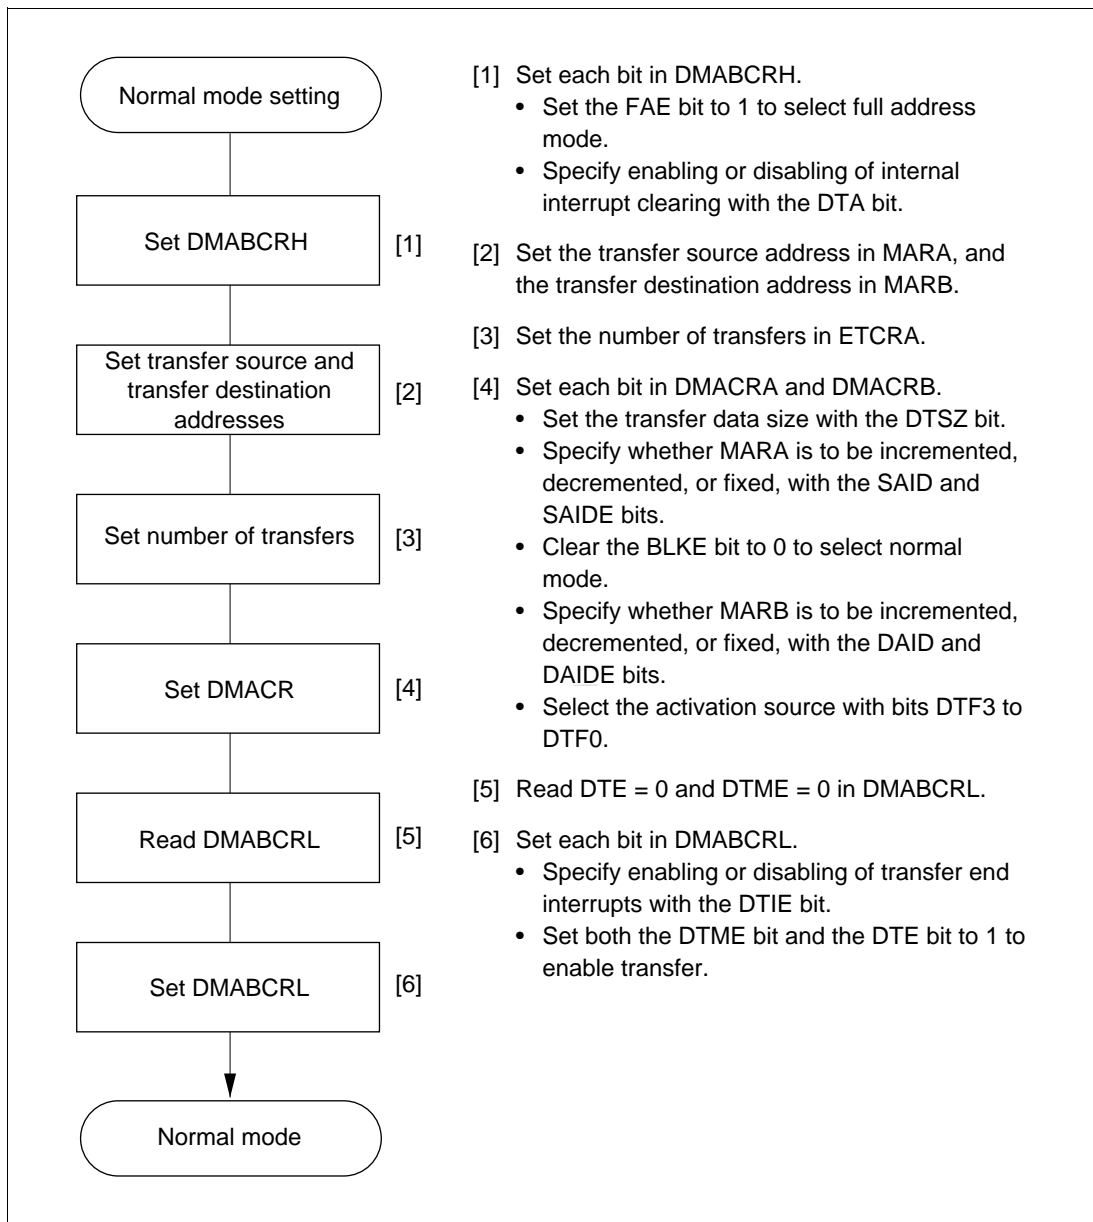 Normal mode setting
Set DMABCRH
[1]
Set transfer source and
transfer destination
addresses
[2]
Set number of transfers
[3]
Set DMACR
[4]
Read DMABCRL
[5]
Set DMABCRL
[6]
Normal mode
[1] Set each bit in DMABCRH.
• Set the FAE bit to 1 to select full address
mode.
• Specify enabling or disabling of internal
interrupt clearing with the DTA bit.
[2] Set the transfer source address in MARA, and
the transfer destination address in MARB.
[3] Set the number of transfers in ETCRA.
[4] Set each bit in DMACRA and DMACRB.
• Set the transfer data size with the DTSZ bit.
• Specify whether MARA is to be incremented,
decremented, or fixed, with the SAID and
SAIDE bits.
• Clear the BLKE bit to 0 to select normal
mode.
• Specify whether MARB is to be incremented,
decremented, or fixed, with the DAID and
DAIDE bits.
• Select the activation source with bits DTF3 to
DTF0.
[5] Read DTE = 0 and DTME = 0 in DMABCRL.
[6] Set each bit in DMABCRL.
• Specify enabling or disabling of transfer end
interrupts with the DTIE bit.
• Set both the DTME bit and the DTE bit to 1 to
enable transfer.